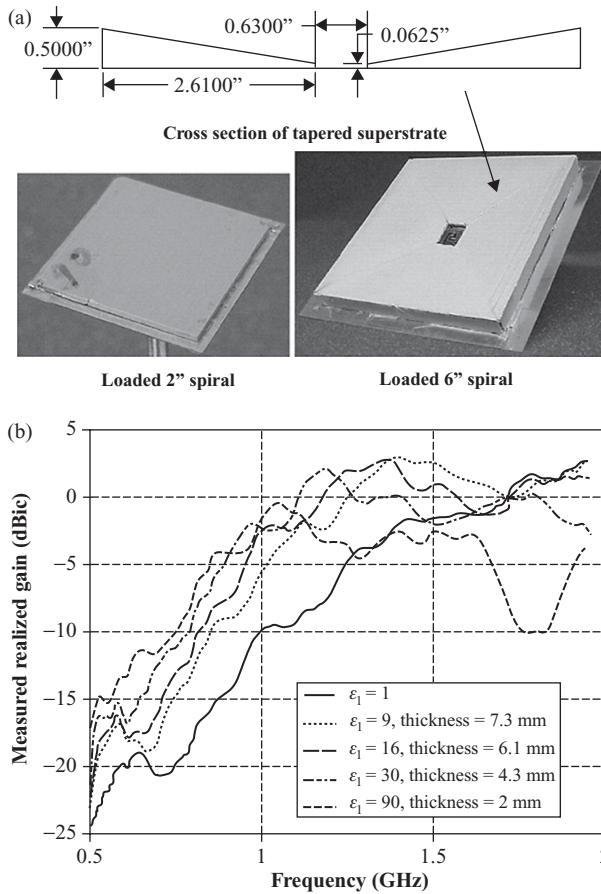 (a)
0.6300”
0.0625”
0.5000”
2.6100”
Cross section of tapered superstrate
Loaded 2” spiral
Loaded 6” spiral
(b)
5
0
−5
−10
−15
−20
−25
Measured realized gain (dBic)
ε₁ = 1
ε₁ = 9, thickness = 7.3 mm
ε₁ = 16, thickness = 6.1 mm
ε₁ = 30, thickness = 4.3 mm
ε₁ = 90, thickness = 2 mm
0.5
1
1.5
2
Frequency (GHz)